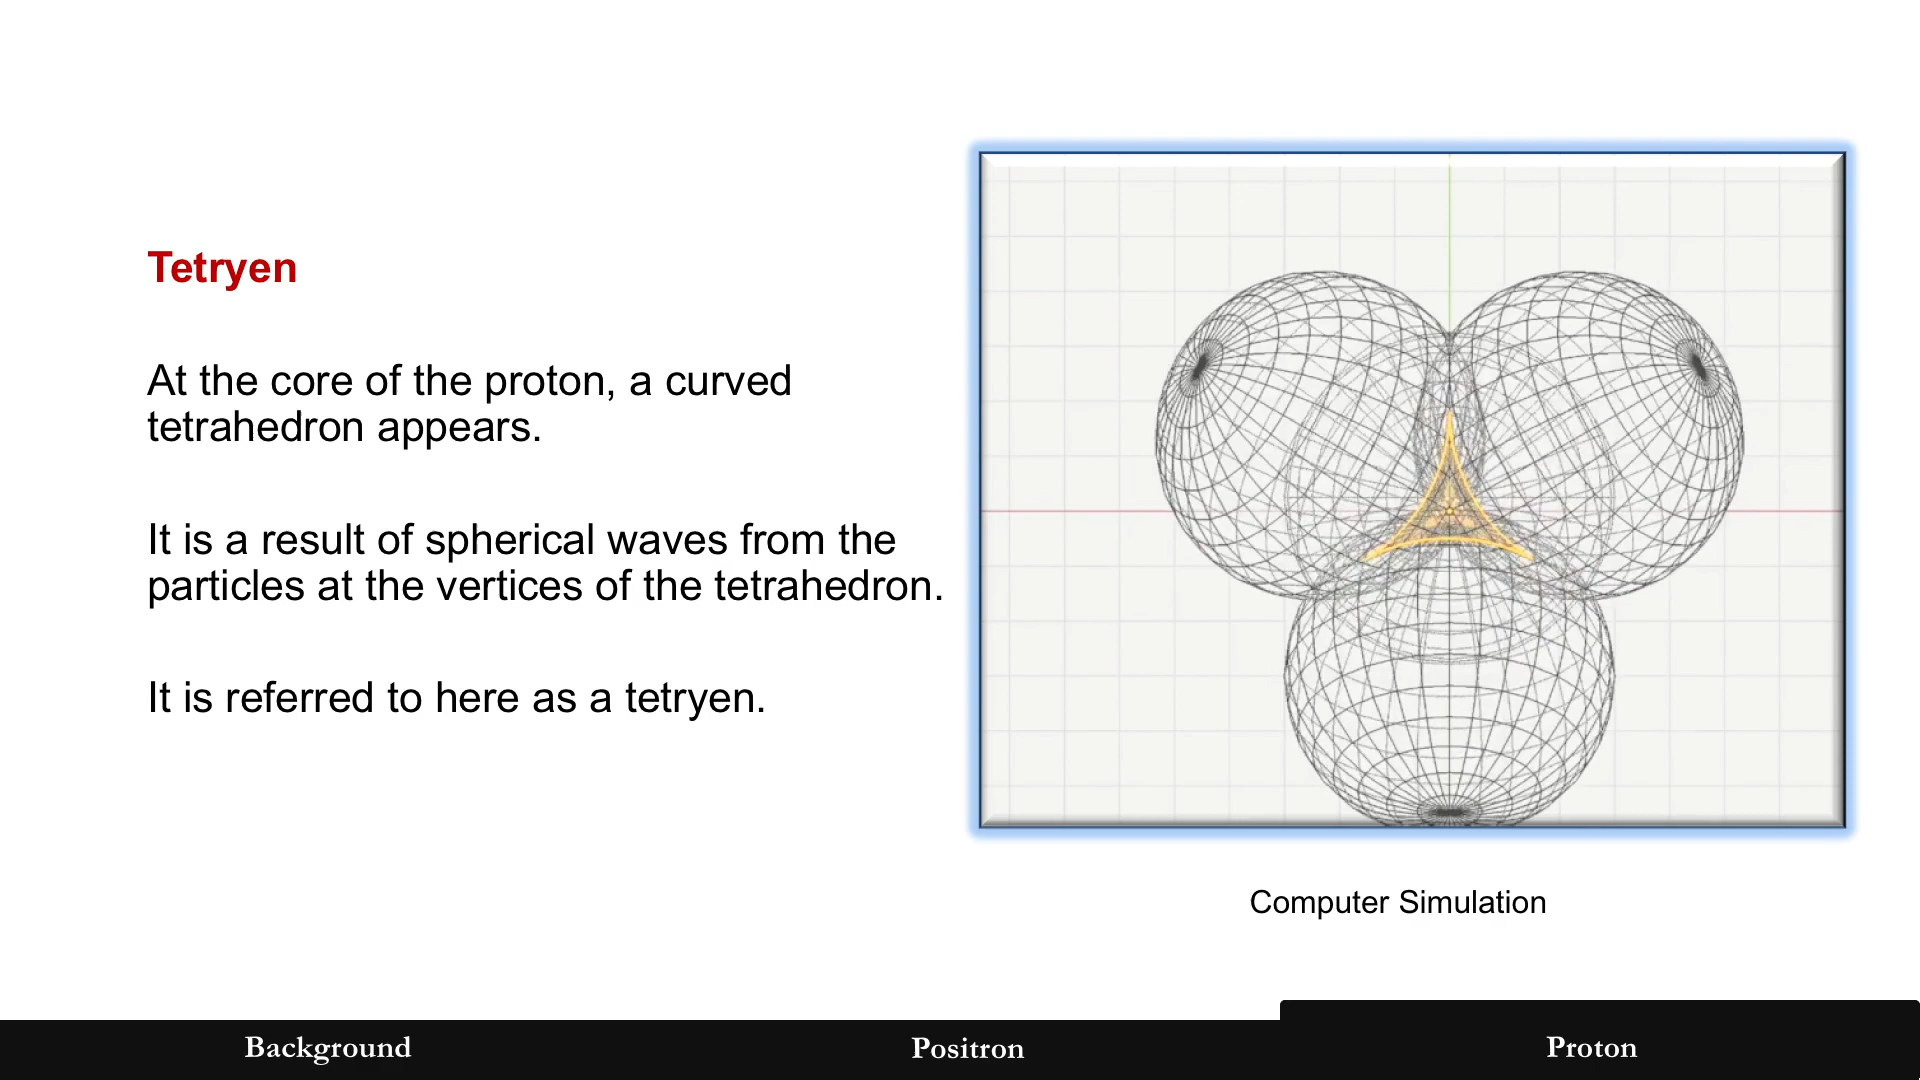 Tetryen
At the core of the proton, a curved
tetrahedron appears.
It is a result of spherical waves from the
particles at the vertices of the tetrahedron.
It is referred to here as a tetryen.
Computer Simulation
Background
Positron
Proton